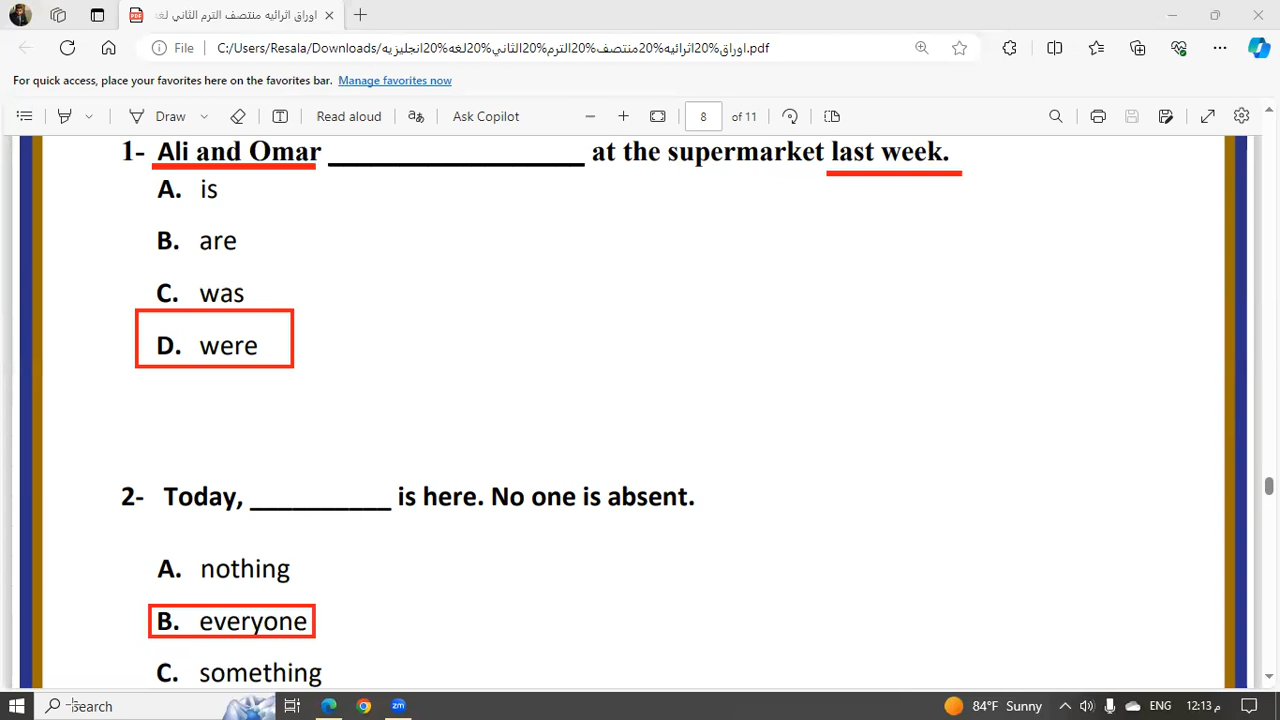 اوراق اثرائيه منتصف الترم الثاني لغ
File
C:/Users/Resala/Downloads/اوراق%20اثرائيه%20منتصف%20الترم%20الثاني%20لغه%20انجليزيه.pdf
For quick access, place your favorites here on the favorites bar. Manage favorites now
Draw
Read aloud
Ask Copilot
8 of 11
1- Ali and Omar __________________ at the supermarket last week.
A. is
B. are
C. was
D. were
2- Today, __________ is here. No one is absent.
A. nothing
B. everyone
C. something
Search
zm
84°F Sunny
ENG
12:13 م